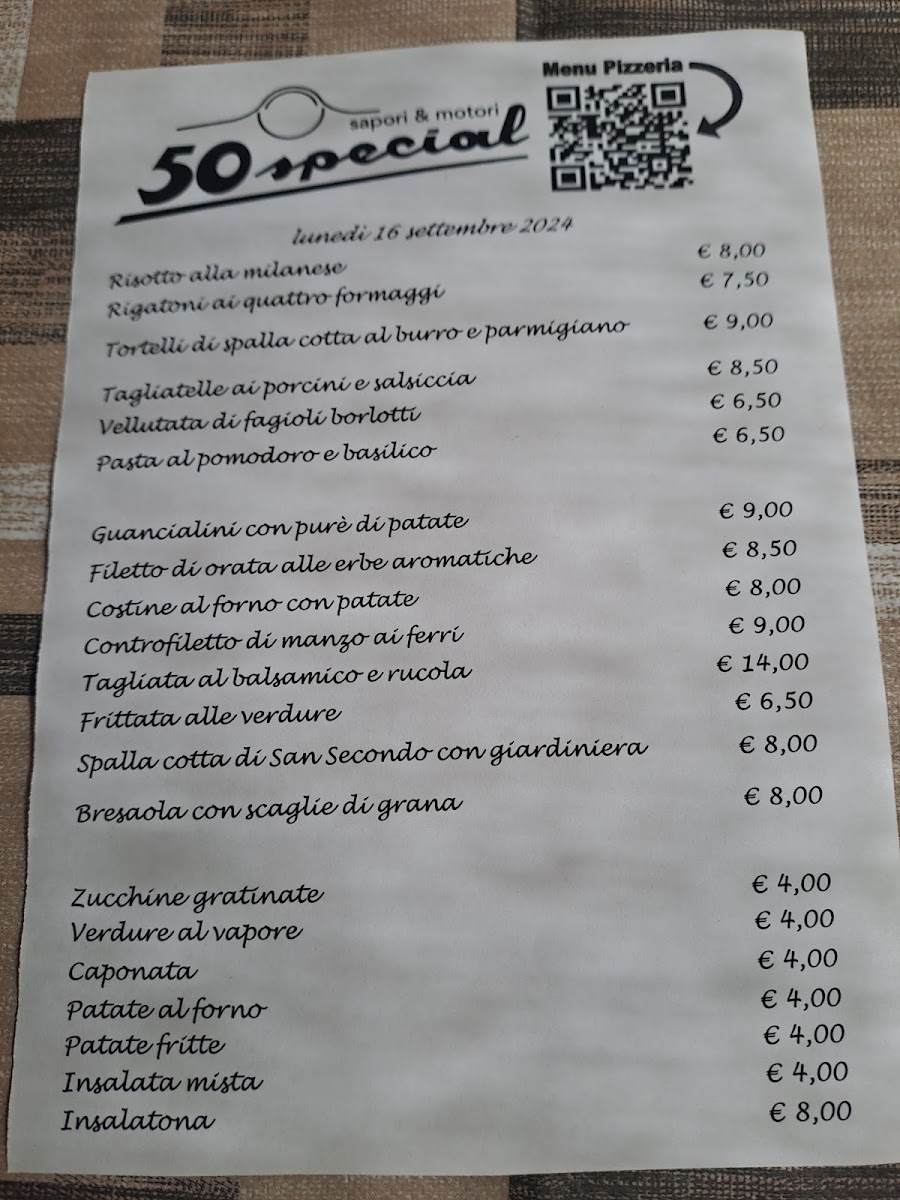 Menu Pizzeria
sapori & motori
50 special
lunedì 16 settembre 2024
Risotto alla milanese € 8,00
Rigatoni ai quattro formaggi € 7,50
Tortelli di spalla cotta al burro e parmigiano € 9,00
Tagliatelle ai porcini e salsiccia € 8,50
Vellutata di fagioli borlotti € 6,50
Pasta al pomodoro e basilico € 6,50
Guancialini con purè di patate € 9,00
Filetto di orata alle erbe aromatiche € 8,50
Costine al forno con patate € 8,00
Controfiletto di manzo ai ferri € 9,00
Tagliata al balsamico e rucola € 14,00
Frittata alle verdure € 6,50
Spalla cotta di San Secondo con giardiniera € 8,00
Bresaola con scaglie di grana € 8,00
Zucchine gratinate € 4,00
Verdure al vapore € 4,00
Caponata € 4,00
Patate al forno € 4,00
Patate fritte € 4,00
Insalata mista € 4,00
Insalatona € 8,00